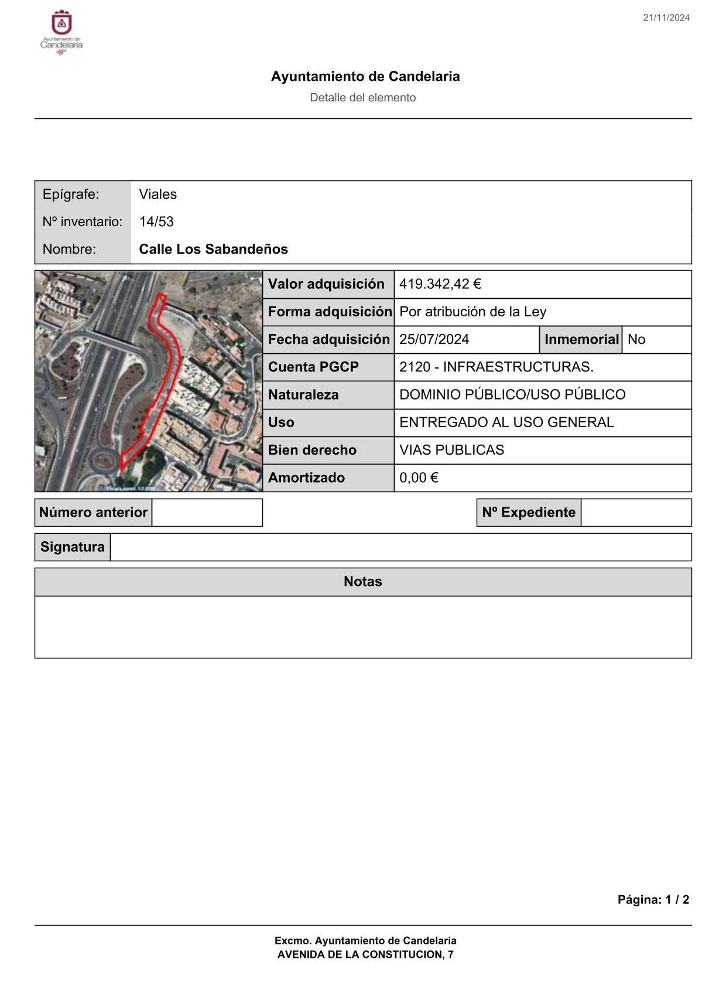 Ayuntamiento de
Candelaria
21/11/2024
Ayuntamiento de Candelaria
Detalle del elemento
Epígrafe: Viales
Nº inventario: 14/53
Nombre: Calle Los Sabandeños
Valor adquisición 419.342,42 €
Forma adquisición Por atribución de la Ley
Fecha adquisición 25/07/2024 Inmemorial No
Cuenta PGCP 2120 - INFRAESTRUCTURAS.
Naturaleza DOMINIO PÚBLICO/USO PÚBLICO
Uso ENTREGADO AL USO GENERAL
Bien derecho VIAS PUBLICAS
Amortizado 0,00 €
Escala aprox. 1:2.000
Número anterior Nº Expediente
Signatura
Notas
Página: 1 / 2
Excmo. Ayuntamiento de Candelaria
AVENIDA DE LA CONSTITUCION, 7